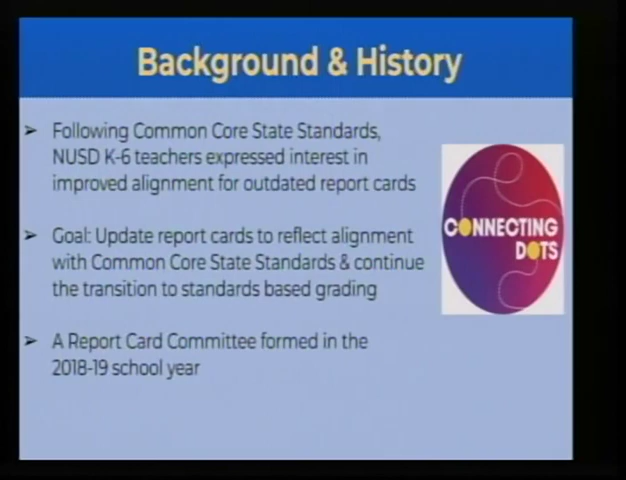 Background & History
➢ Following Common Core State Standards,
NUSD K-6 teachers expressed interest in
improved alignment for outdated report cards
➢ Goal: Update report cards to reflect alignment
with Common Core State Standards & continue
the transition to standards based grading
➢ A Report Card Committee formed in the
2018-19 school year
CONNECTING
DOTS